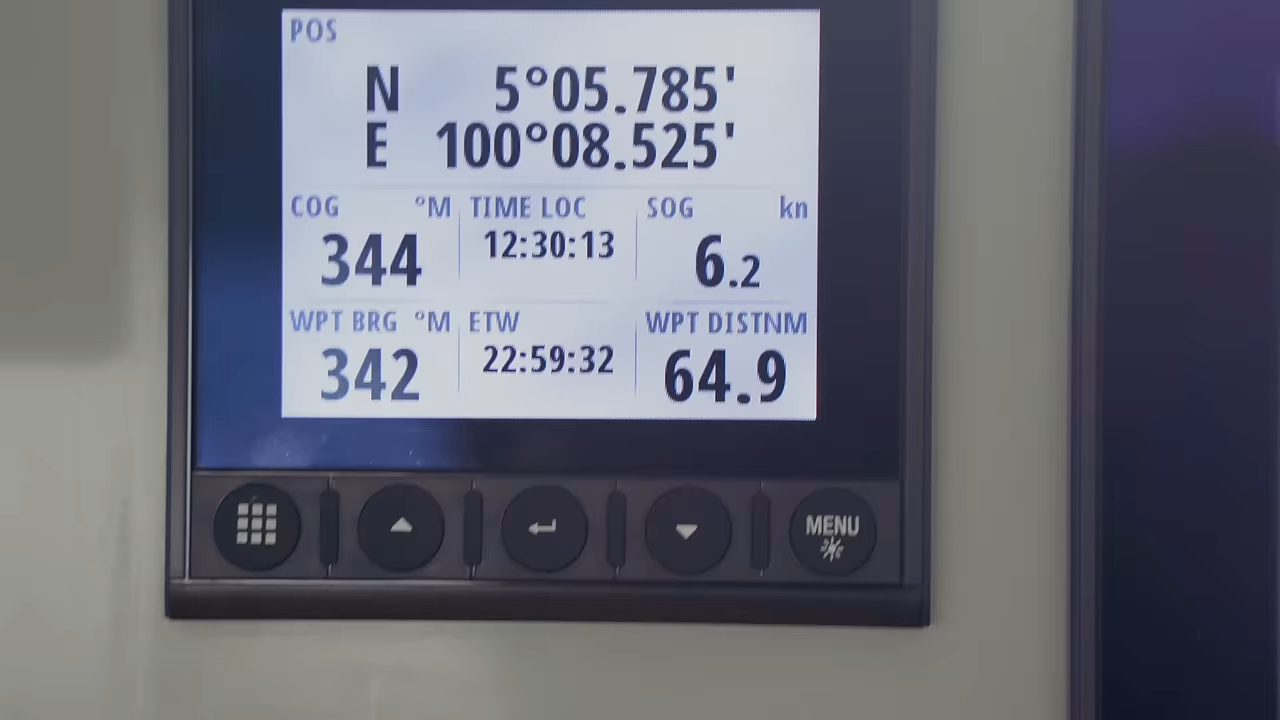 POS
N 5°05.785'
E 100°08.525'
COG °M TIME LOC SOG kn
344 12:30:13 6.2
WPT BRG °M ETW WPT DISTNM
342 22:59:32 64.9
MENU